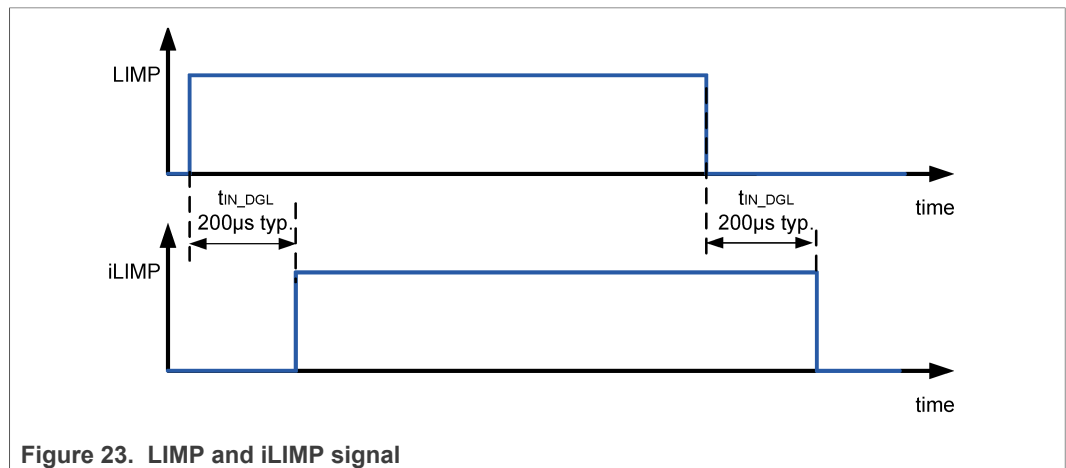 LIMP
tIN_DGL
200μs typ.
tIN_DGL
200μs typ.
time
iLIMP
time
Figure 23. LIMP and iLIMP signal